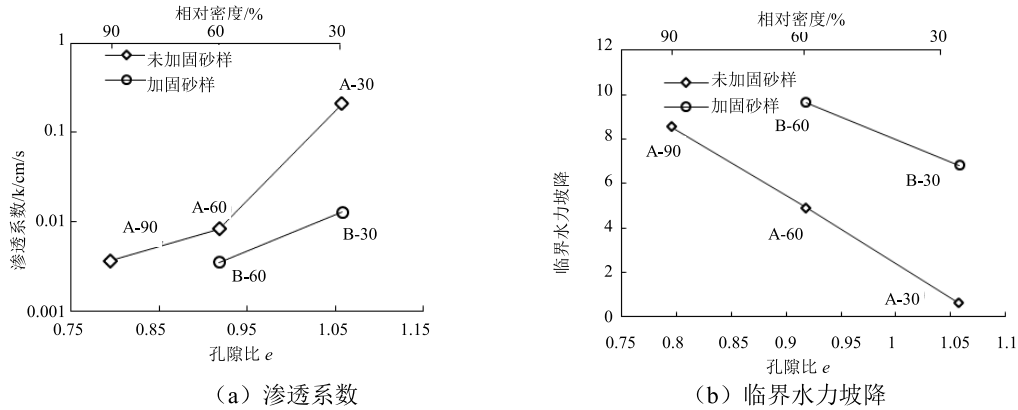 相对密度/%
90 60 30
1
0.1
0.01
0.001
渗透系数/k/cm/s
未加固砂样
加固砂样
A-30
A-60
A-90
B-30
B-60
0.75 0.85 0.95 1.05 1.15
孔隙比 e
（a）渗透系数
相对密度/%
90 60 30
12
10
8
6
4
2
0
临界水力坡降
未加固砂样
加固砂样
B-60
A-90
B-30
A-60
A-30
0.75 0.8 0.85 0.9 0.95 1 1.05 1.1
孔隙比 e
（b）临界水力坡降